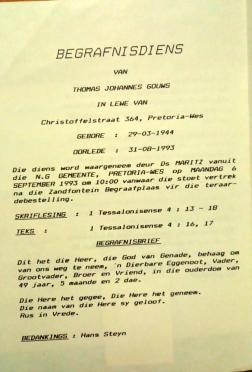 BEGRAFNISDIENS
VAN
THOMAS JOHANNES GOUWS
IN LEWE VAN
Christoffelstraat 364, Pretoria-Wes
GEBORE : 29-03-1944
OORLEDE : 31-08-1993
Die diens word waargeneem deur Ds MARITZ vanuit
die N.G GEMEENTE, PRETORIA-WES op MAANDAG 6
SEPTEMBER 1993 om 10:00 vanwaar die stoet vertrek
na die Zandfontein Begraafplaas vir die teraar-
debestelling.
SKRIFLESING : 1 Tessalonisense 4 : 13 - 18
TEKS : 1 Tessalonisense 4 : 16, 17
BEGRAFNISBRIEF
Dit het die Heer, die God van Genade, behaag om
van ons weg te neem, 'n Dierbare Eggenoot, Vader,
Grootvader, Broer en Vriend, in die ouderdom van
49 jaar, 5 maande en 2 dae.
Die Here het gegee, Die Here het geneem.
Die naam van die Here sy geloof.
Rus in Vrede.
BEDANKINGS : Hans Steyn